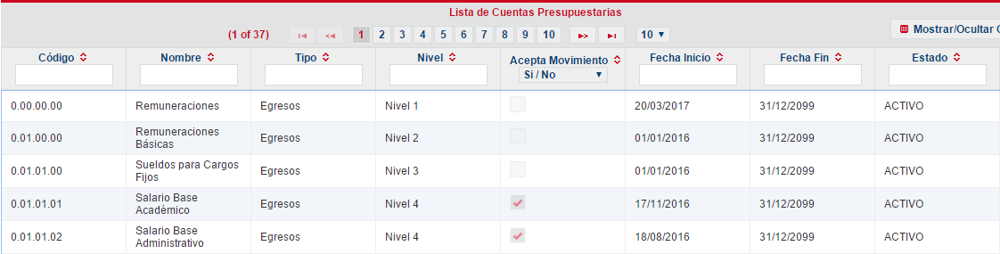 Lista de Cuentas Presupuestarias
(1 of 37) 1 2 3 4 5 6 7 8 9 10 10 Mostrar/Ocultar
Código Nombre Tipo Nivel Acepta Movimiento Fecha Inicio Fecha Fin Estado
Si / No
0.00.00.00 Remuneraciones Egresos Nivel 1 20/03/2017 31/12/2099 ACTIVO
0.01.00.00 Remuneraciones Básicas Egresos Nivel 2 01/01/2016 31/12/2099 ACTIVO
0.01.01.00 Sueldos para Cargos Fijos Egresos Nivel 3 01/01/2016 31/12/2099 ACTIVO
0.01.01.01 Salario Base Académico Egresos Nivel 4 17/11/2016 31/12/2099 ACTIVO
0.01.01.02 Salario Base Administrativo Egresos Nivel 4 18/08/2016 31/12/2099 ACTIVO